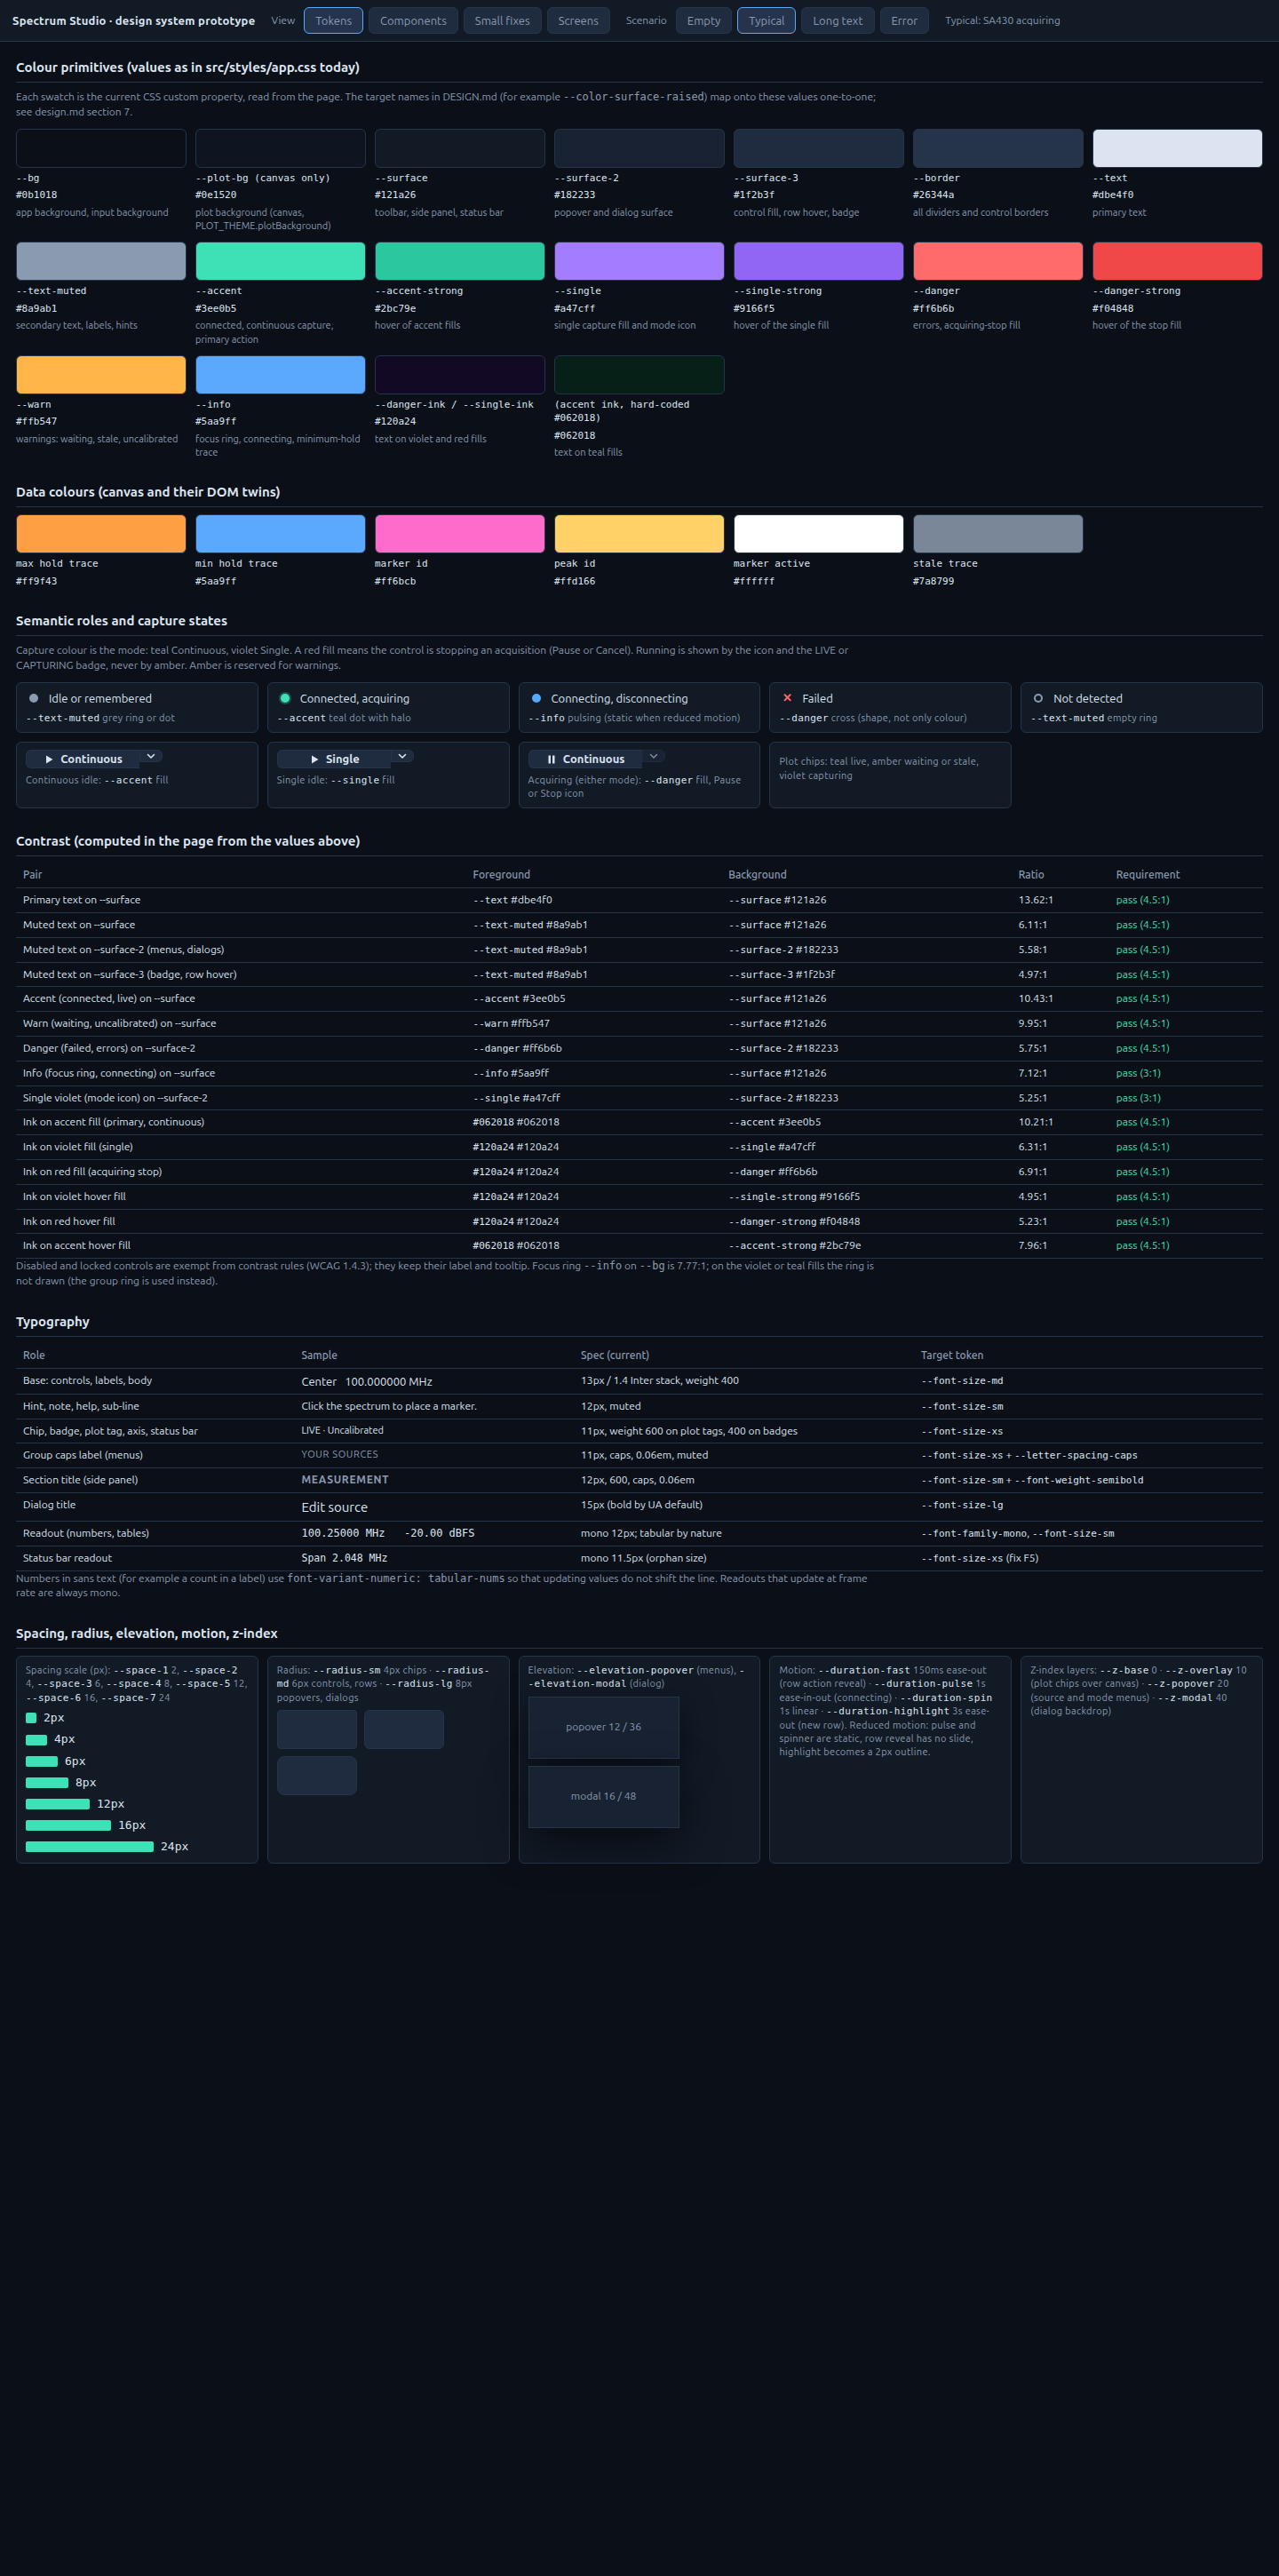 Spectrum Studio · design system prototype View Tokens Components Small fixes Screens Scenario Empty Typical Long text Error Typical: SA430 acquiring
Colour primitives (values as in src/styles/app.css today)
Each swatch is the current CSS custom property, read from the page. The target names in DESIGN.md (for example --color-surface-raised) map onto these values one-to-one;
see design.md section 7.
--bg --plot-bg (canvas only) --surface --surface-2 --surface-3 --border --text
#0b1018 #0e1520 #121a26 #182233 #1f2b3f #26344a #dbe4f0
app background, input background plot background (canvas, toolbar, side panel, status bar popover and dialog surface control fill, row hover, badge all dividers and control borders primary text
PLOT_THEME.plotBackground)
--text-muted --accent --accent-strong --single --single-strong --danger --danger-strong
#8a9ab1 #3ee0b5 #2bc79e #a47cff #9166f5 #ff6b6b #f04848
secondary text, labels, hints connected, continuous capture, hover of accent fills single capture fill and mode icon hover of the single fill errors, acquiring-stop fill hover of the stop fill
primary action
--warn --info --danger-ink / --single-ink (accent ink, hard-coded
#062018)
#ffb547 #5aa9ff #120a24 #062018
warnings: waiting, stale, uncalibrated focus ring, connecting, minimum-hold text on violet and red fills text on teal fills
trace
Data colours (canvas and their DOM twins)
max hold trace min hold trace marker id peak id marker active stale trace
#ff9f43 #5aa9ff #ff6bcb #ffd166 #ffffff #7a8799
Semantic roles and capture states
Capture colour is the mode: teal Continuous, violet Single. A red fill means the control is stopping an acquisition (Pause or Cancel). Running is shown by the icon and the LIVE or
CAPTURING badge, never by amber. Amber is reserved for warnings.
Idle or remembered Connected, acquiring Connecting, disconnecting Failed Not detected
--text-muted grey ring or dot --accent teal dot with halo --info pulsing (static when reduced motion) --danger cross (shape, not only colour) --text-muted empty ring
Continuous Single Continuous Plot chips: teal live, amber waiting or stale,
violet capturing
Continuous idle: --accent fill Single idle: --single fill Acquiring (either mode): --danger fill, Pause
or Stop icon
Contrast (computed in the page from the values above)
Pair Foreground Background Ratio Requirement
Primary text on --surface --text #dbe4f0 --surface #121a26 13.62:1 pass (4.5:1)
Muted text on --surface --text-muted #8a9ab1 --surface #121a26 6.11:1 pass (4.5:1)
Muted text on --surface-2 (menus, dialogs) --text-muted #8a9ab1 --surface-2 #182233 5.58:1 pass (4.5:1)
Muted text on --surface-3 (badge, row hover) --text-muted #8a9ab1 --surface-3 #1f2b3f 4.97:1 pass (4.5:1)
Accent (connected, live) on --surface --accent #3ee0b5 --surface #121a26 10.43:1 pass (4.5:1)
Warn (waiting, uncalibrated) on --surface --warn #ffb547 --surface #121a26 9.95:1 pass (4.5:1)
Danger (failed, errors) on --surface-2 --danger #ff6b6b --surface-2 #182233 5.75:1 pass (4.5:1)
Info (focus ring, connecting) on --surface --info #5aa9ff --surface #121a26 7.12:1 pass (3:1)
Single violet (mode icon) on --surface-2 --single #a47cff --surface-2 #182233 5.25:1 pass (3:1)
Ink on accent fill (primary, continuous) #062018 #062018 --accent #3ee0b5 10.21:1 pass (4.5:1)
Ink on violet fill (single) #120a24 #120a24 --single #a47cff 6.31:1 pass (4.5:1)
Ink on red fill (acquiring stop) #120a24 #120a24 --danger #ff6b6b 6.91:1 pass (4.5:1)
Ink on violet hover fill #120a24 #120a24 --single-strong #9166f5 4.95:1 pass (4.5:1)
Ink on red hover fill #120a24 #120a24 --danger-strong #f04848 5.23:1 pass (4.5:1)
Ink on accent hover fill #062018 #062018 --accent-strong #2bc79e 7.96:1 pass (4.5:1)
Disabled and locked controls are exempt from contrast rules (WCAG 1.4.3); they keep their label and tooltip. Focus ring --info on --bg is 7.77:1; on the violet or teal fills the ring is
not drawn (the group ring is used instead).
Typography
Role Sample Spec (current) Target token
Base: controls, labels, body Center 100.000000 MHz 13px / 1.4 Inter stack, weight 400 --font-size-md
Hint, note, help, sub-line Click the spectrum to place a marker. 12px, muted --font-size-sm
Chip, badge, plot tag, axis, status bar LIVE · Uncalibrated 11px, weight 600 on plot tags, 400 on badges --font-size-xs
Group caps label (menus) YOUR SOURCES 11px, caps, 0.06em, muted --font-size-xs + --letter-spacing-caps
Section title (side panel) MEASUREMENT 12px, 600, caps, 0.06em --font-size-sm + --font-weight-semibold
Dialog title Edit source 15px (bold by UA default) --font-size-lg
Readout (numbers, tables) 100.25000 MHz -20.00 dBFS mono 12px; tabular by nature --font-family-mono, --font-size-sm
Status bar readout Span 2.048 MHz mono 11.5px (orphan size) --font-size-xs (fix F5)
Numbers in sans text (for example a count in a label) use font-variant-numeric: tabular-nums so that updating values do not shift the line. Readouts that update at frame
rate are always mono.
Spacing, radius, elevation, motion, z-index
Spacing scale (px): --space-1 2, --space-2
4, --space-3 6, --space-4 8, --space-5 12,
--space-6 16, --space-7 24
2px
4px
6px
8px
12px
16px
24px
Radius: --radius-sm 4px chips · --radius-
md 6px controls, rows · --radius-lg 8px
popovers, dialogs
Elevation: --elevation-popover (menus), -
-elevation-modal (dialog)
popover 12 / 36
modal 16 / 48
Motion: --duration-fast 150ms ease-out
(row action reveal) · --duration-pulse 1s
ease-in-out (connecting) · --duration-spin
1s linear · --duration-highlight 3s ease-
out (new row). Reduced motion: pulse and
spinner are static, row reveal has no slide,
highlight becomes a 2px outline.
Z-index layers: --z-base 0 · --z-overlay 10
(plot chips over canvas) · --z-popover 20
(source and mode menus) · --z-modal 40
(dialog backdrop)